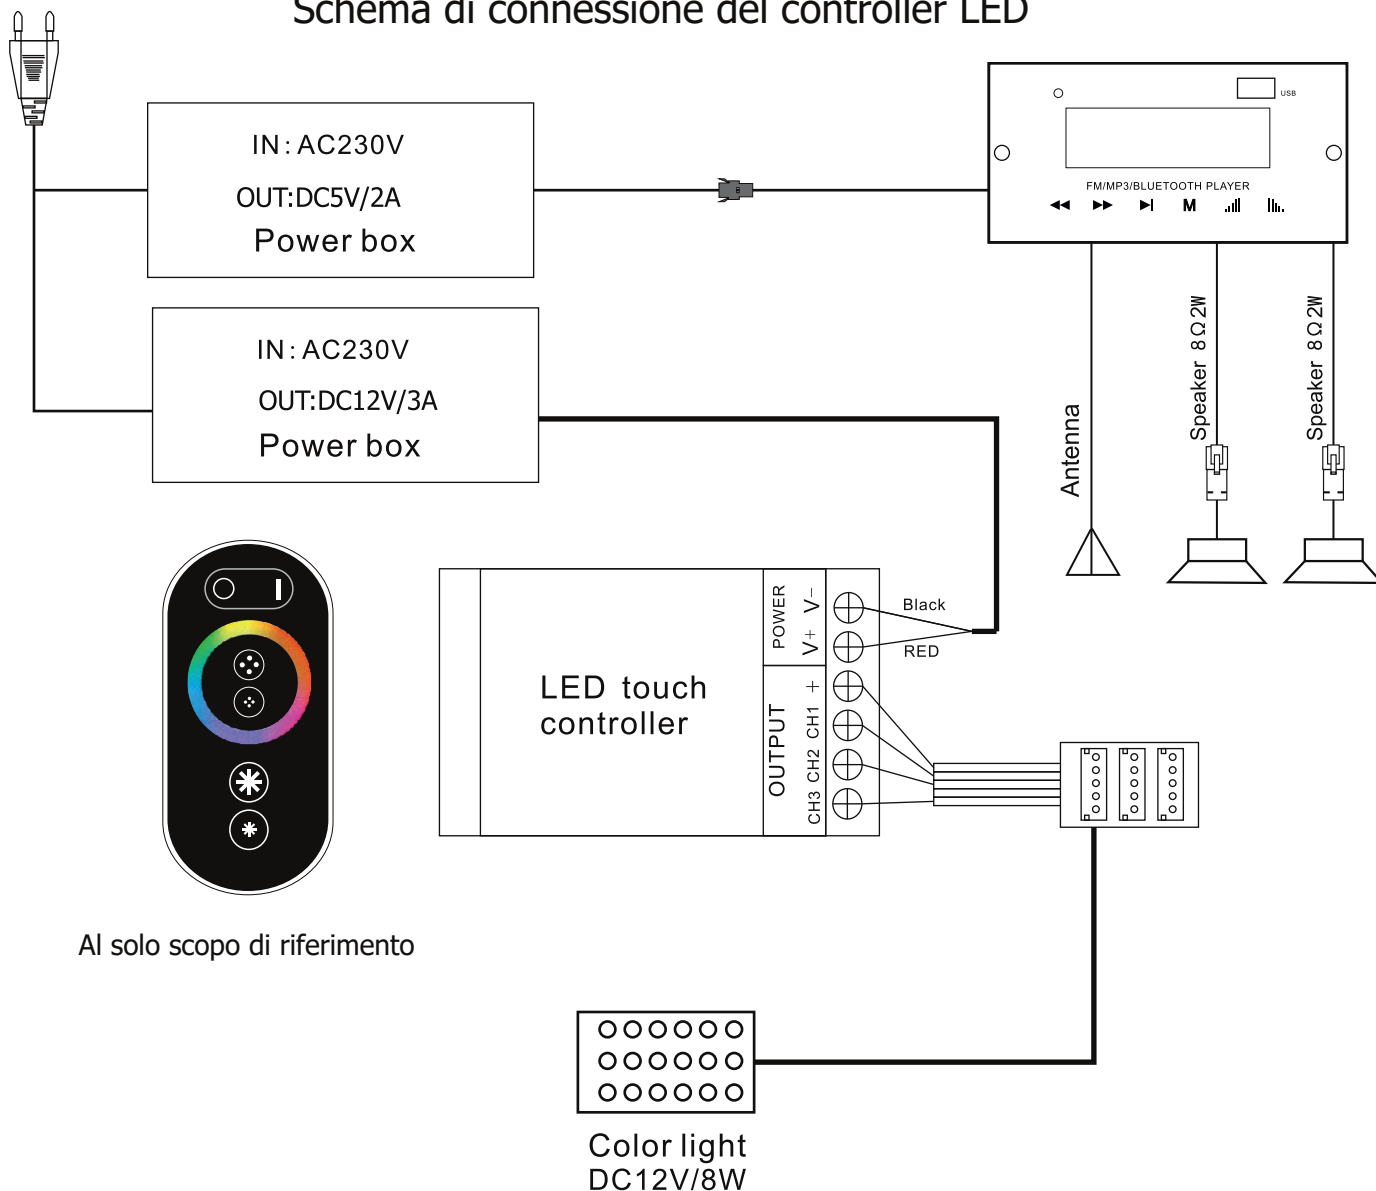 Schema di connessione del controller LED
USB
IN: AC230V
OUT:DC5V/2A
Power box
FM/MP3/BLUETOOTH PLAYER
M
IN: AC230V
OUT:DC12V/3A
Power box
Antenna
Speaker 8Ω2W
Speaker 8Ω2W
LED touch
controller
POWER
V-
V+
Black
RED
OUTPUT
+
CH1
CH2
CH3
Al solo scopo di riferimento
Color light
DC12V/8W